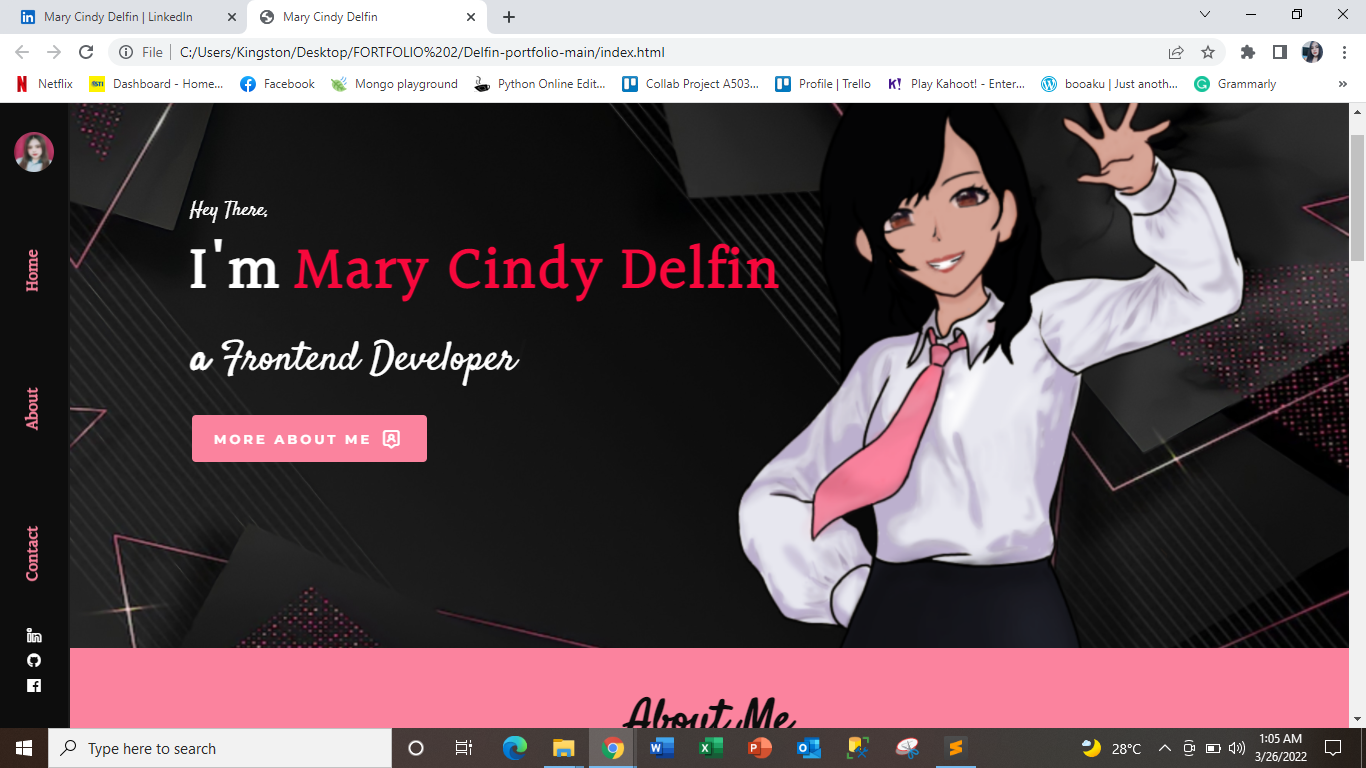 Mary Cindy Delfin | LinkedIn
Mary Cindy Delfin
File
C:/Users/Kingston/Desktop/FORTFOLIO%202/Delfin-portfolio-main/index.html
Netflix
Dashboard - Home...
Facebook
Mongo playground
Python Online Edit...
Collab Project A503...
Profile | Trello
Play Kahoot! - Enter...
booaku | Just anoth...
Grammarly
Home
About
Contact
Hey There,
I'm Mary Cindy Delfin
a Frontend Developer
MORE ABOUT ME
About Me
Type here to search
28°C
1:05 AM
3/26/2022